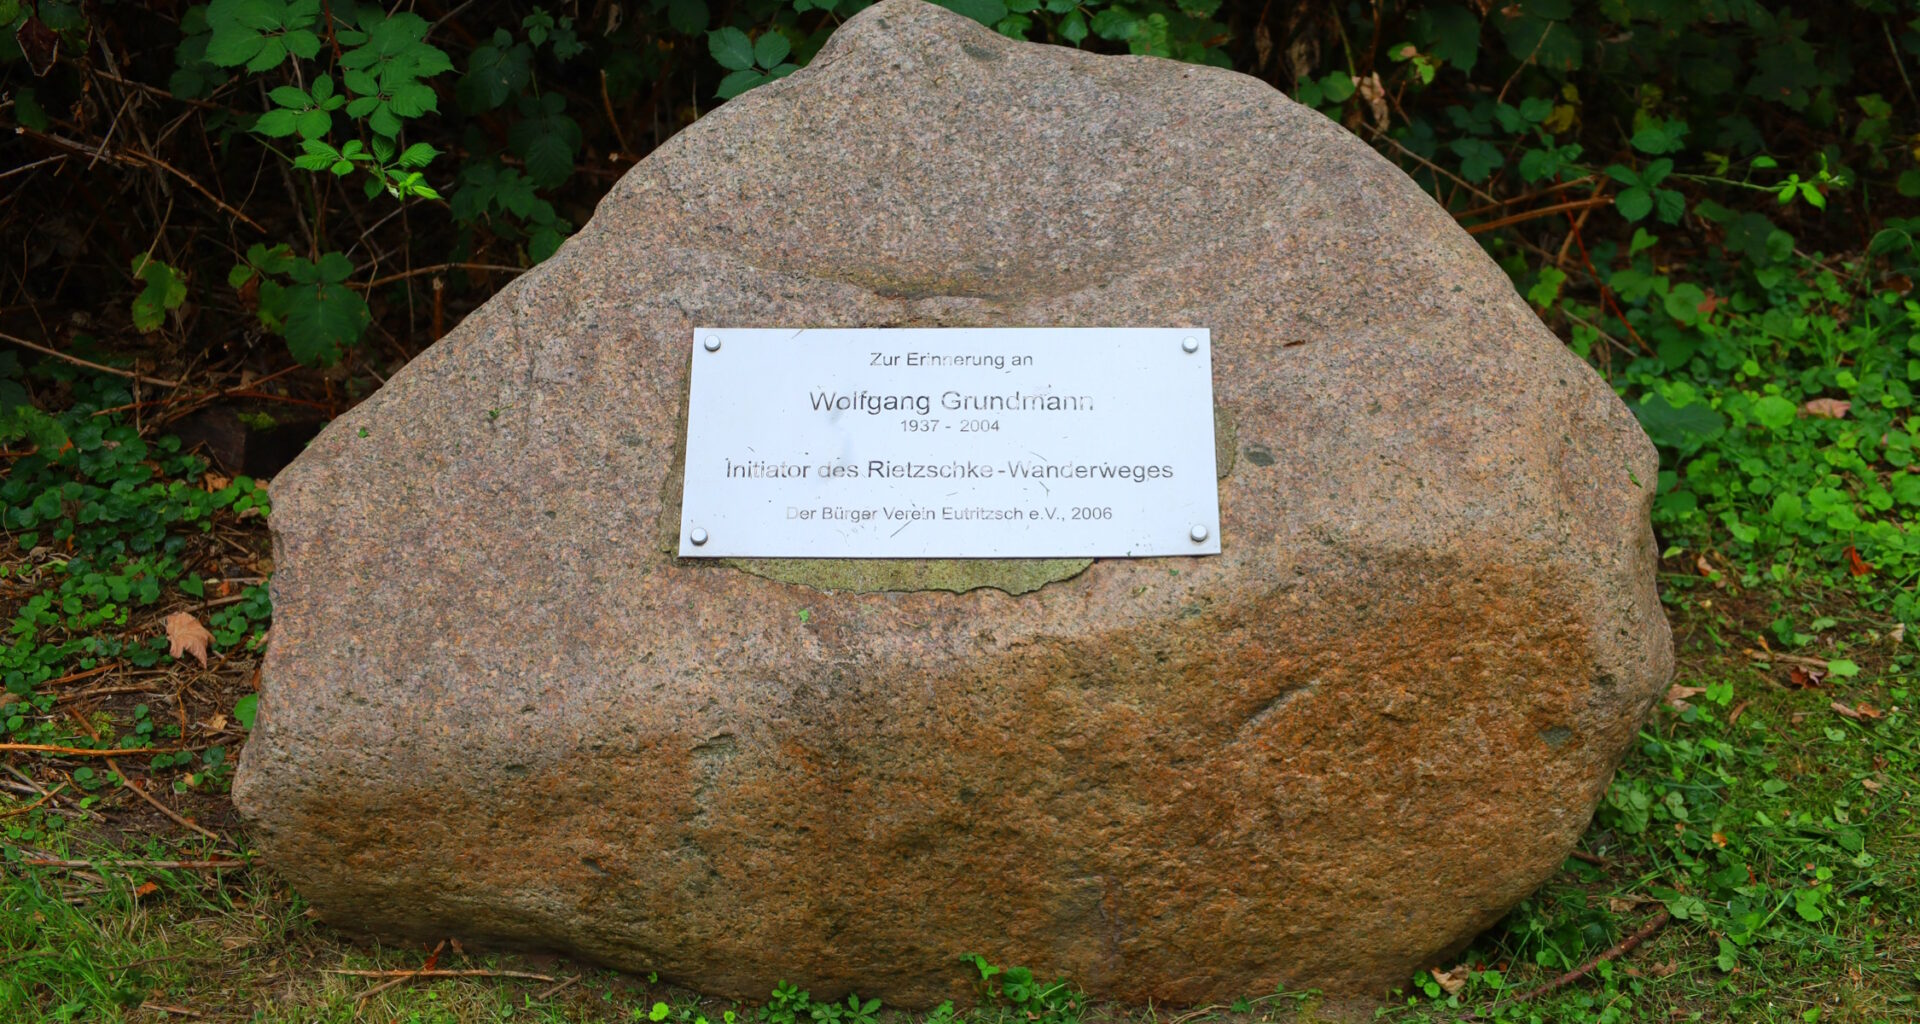 Zur Erinnerung an
Wolfgang Grundmann
1937 - 2004
Initiator des Rietzschke-Wanderweges
Der Bürger Verein Eutritzsch e.V., 2006